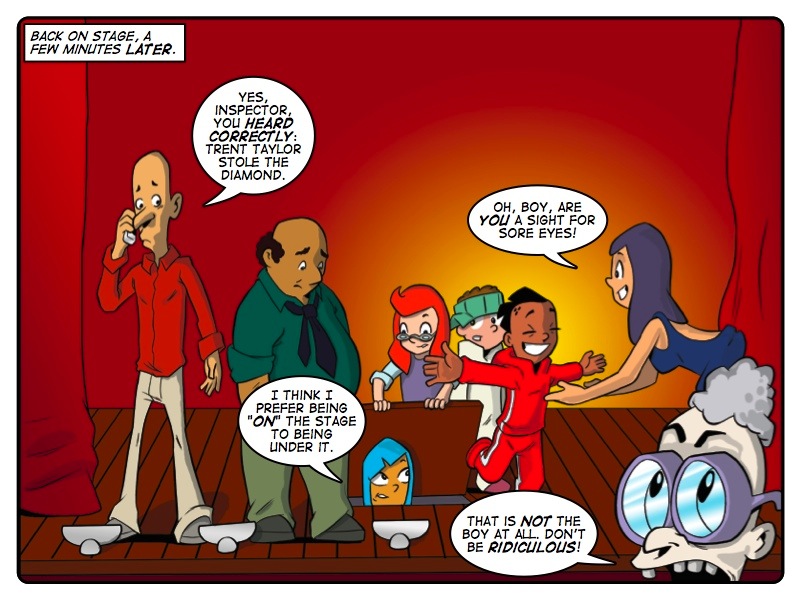 BACK ON STAGE, A
FEW MINUTES LATER.
YES,
INSPECTOR,
YOU HEARD
CORRECTLY:
TRENT TAYLOR
STOLE THE
DIAMOND.
OH, BOY, ARE
YOU A SIGHT FOR
SORE EYES!
I THINK I
PREFER BEING
"ON" THE STAGE
TO BEING
UNDER IT.
THAT IS NOT THE
BOY AT ALL. DON'T
BE RIDICULOUS!